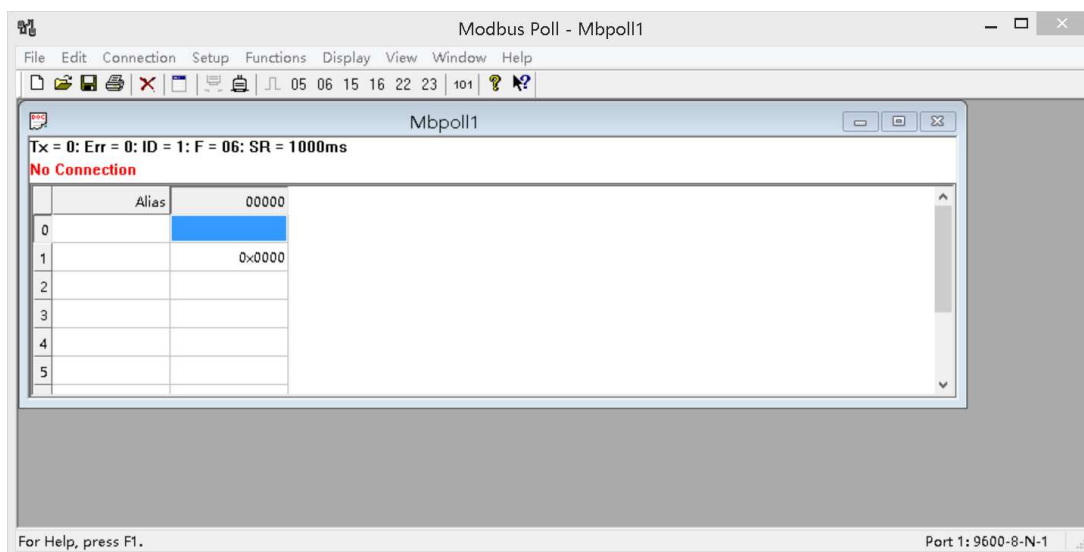 Modbus Poll - Mbpoll1
File Edit Connection Setup Functions Display View Window Help
05 06 15 16 22 23 101
Mbpoll1
Tx = 0: Err = 0: ID = 1: F = 06: SR = 1000ms
No Connection
Alias 00000
0
1 0x0000
2
3
4
5
For Help, press F1.
Port 1: 9600-8-N-1